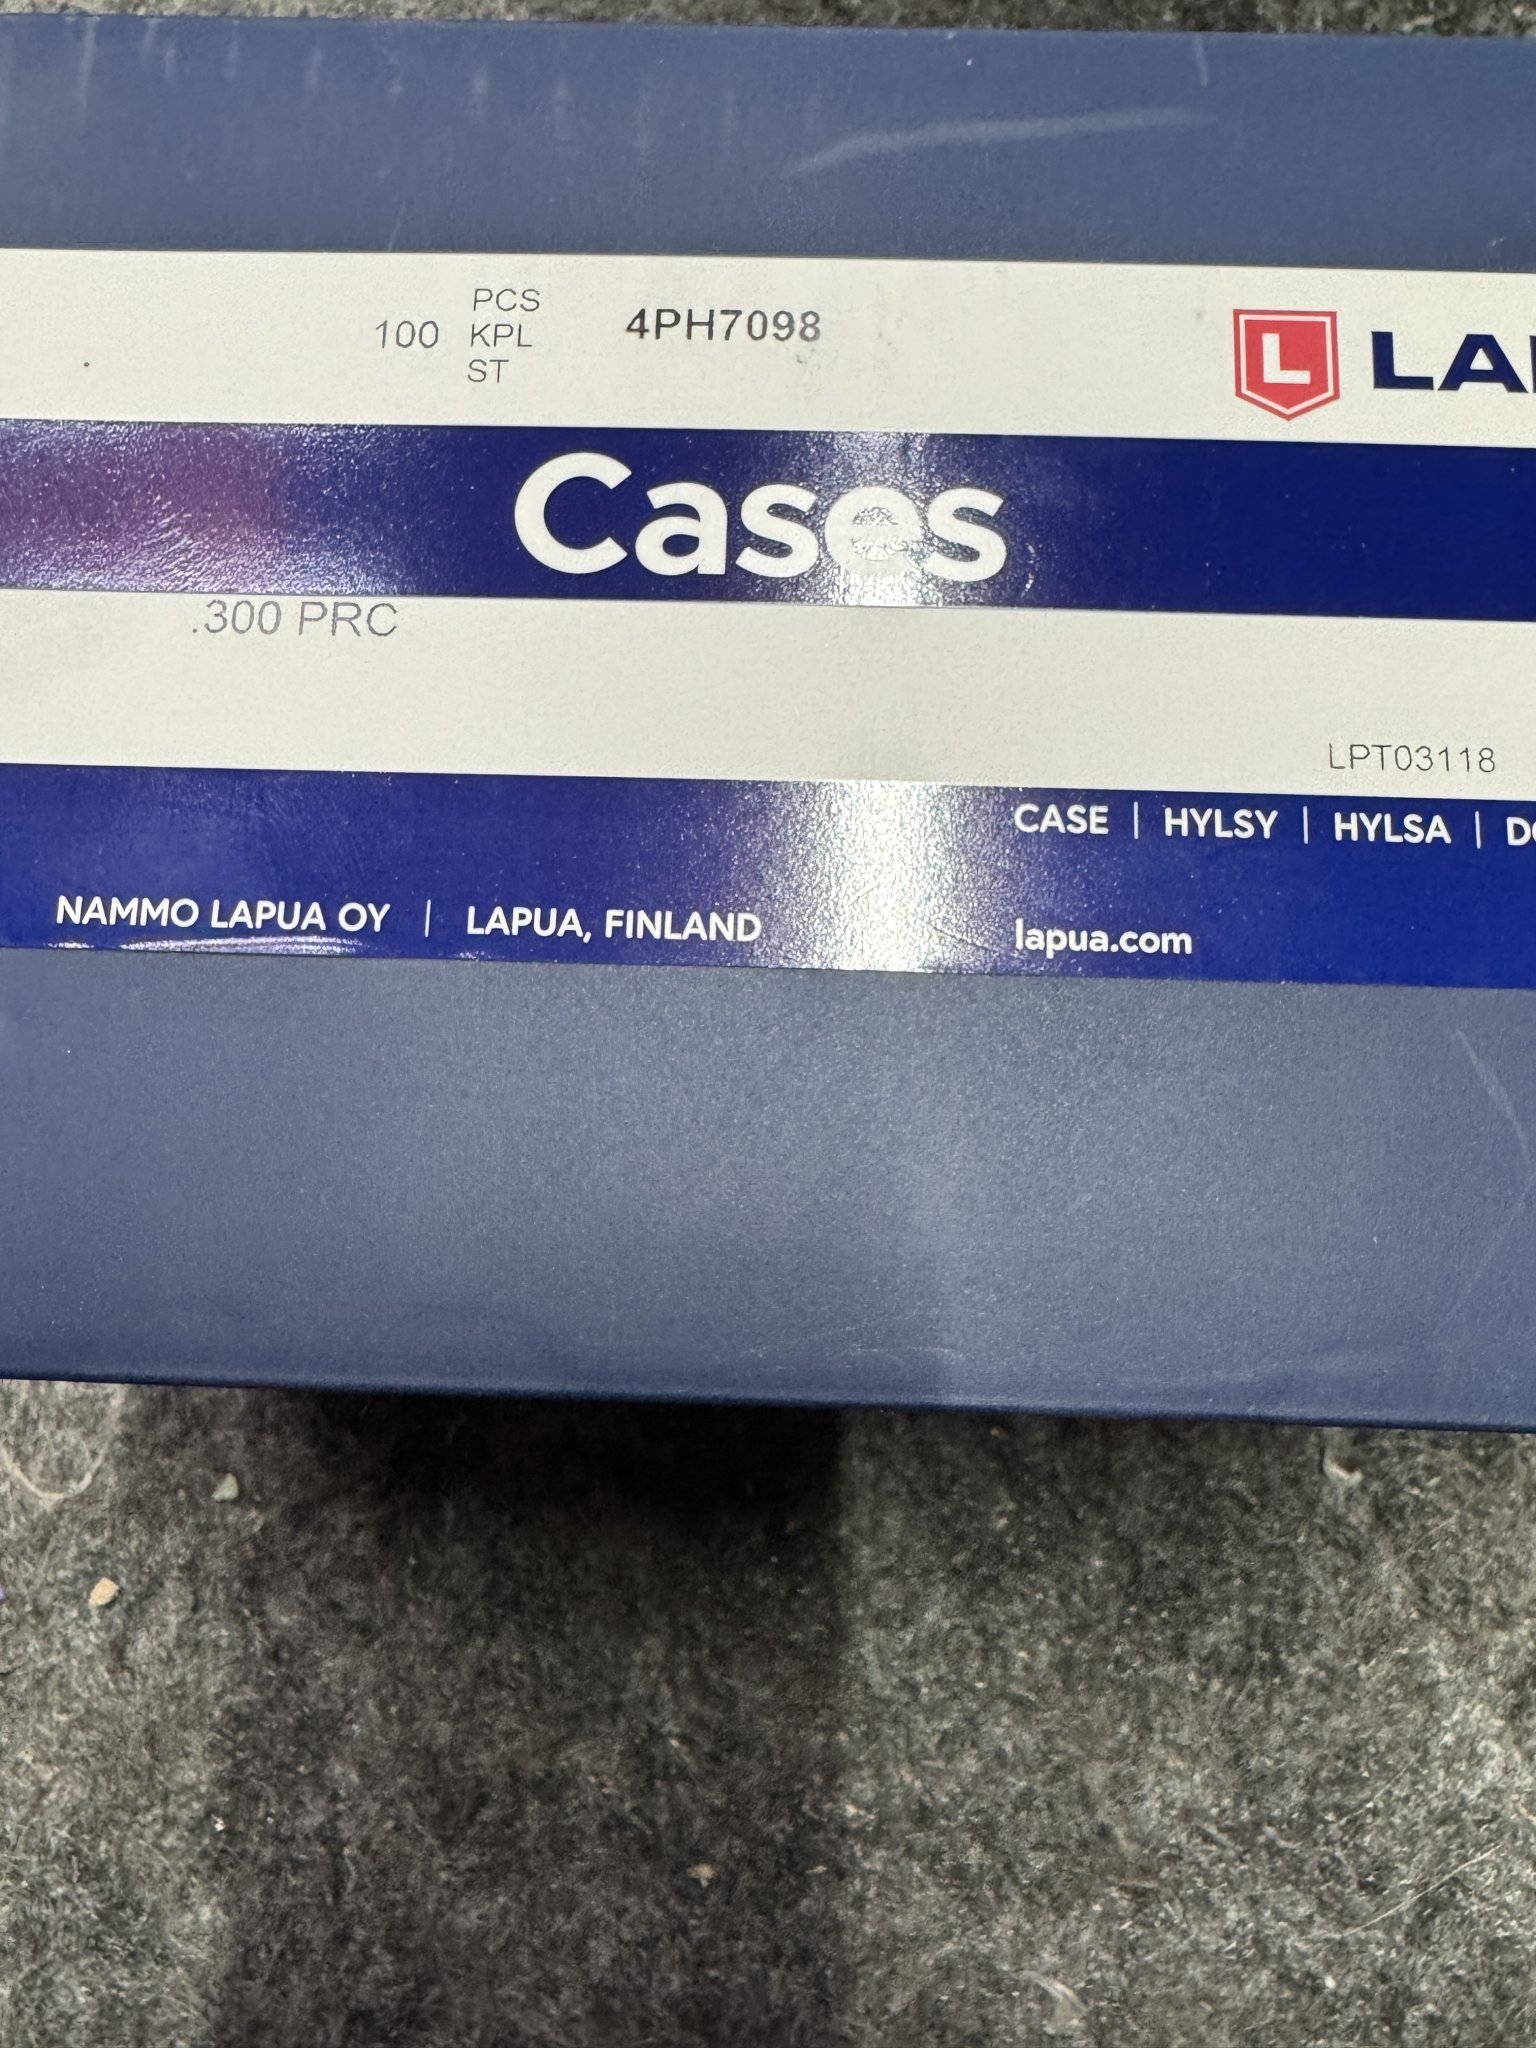 100 PCS KPL ST 4PH7098
L
Cases
.300 PRC
LPT03118
CASE | HYLSY | HYLSA |
NAMMO LAPUA OY | LAPUA, FINLAND
lapua.com